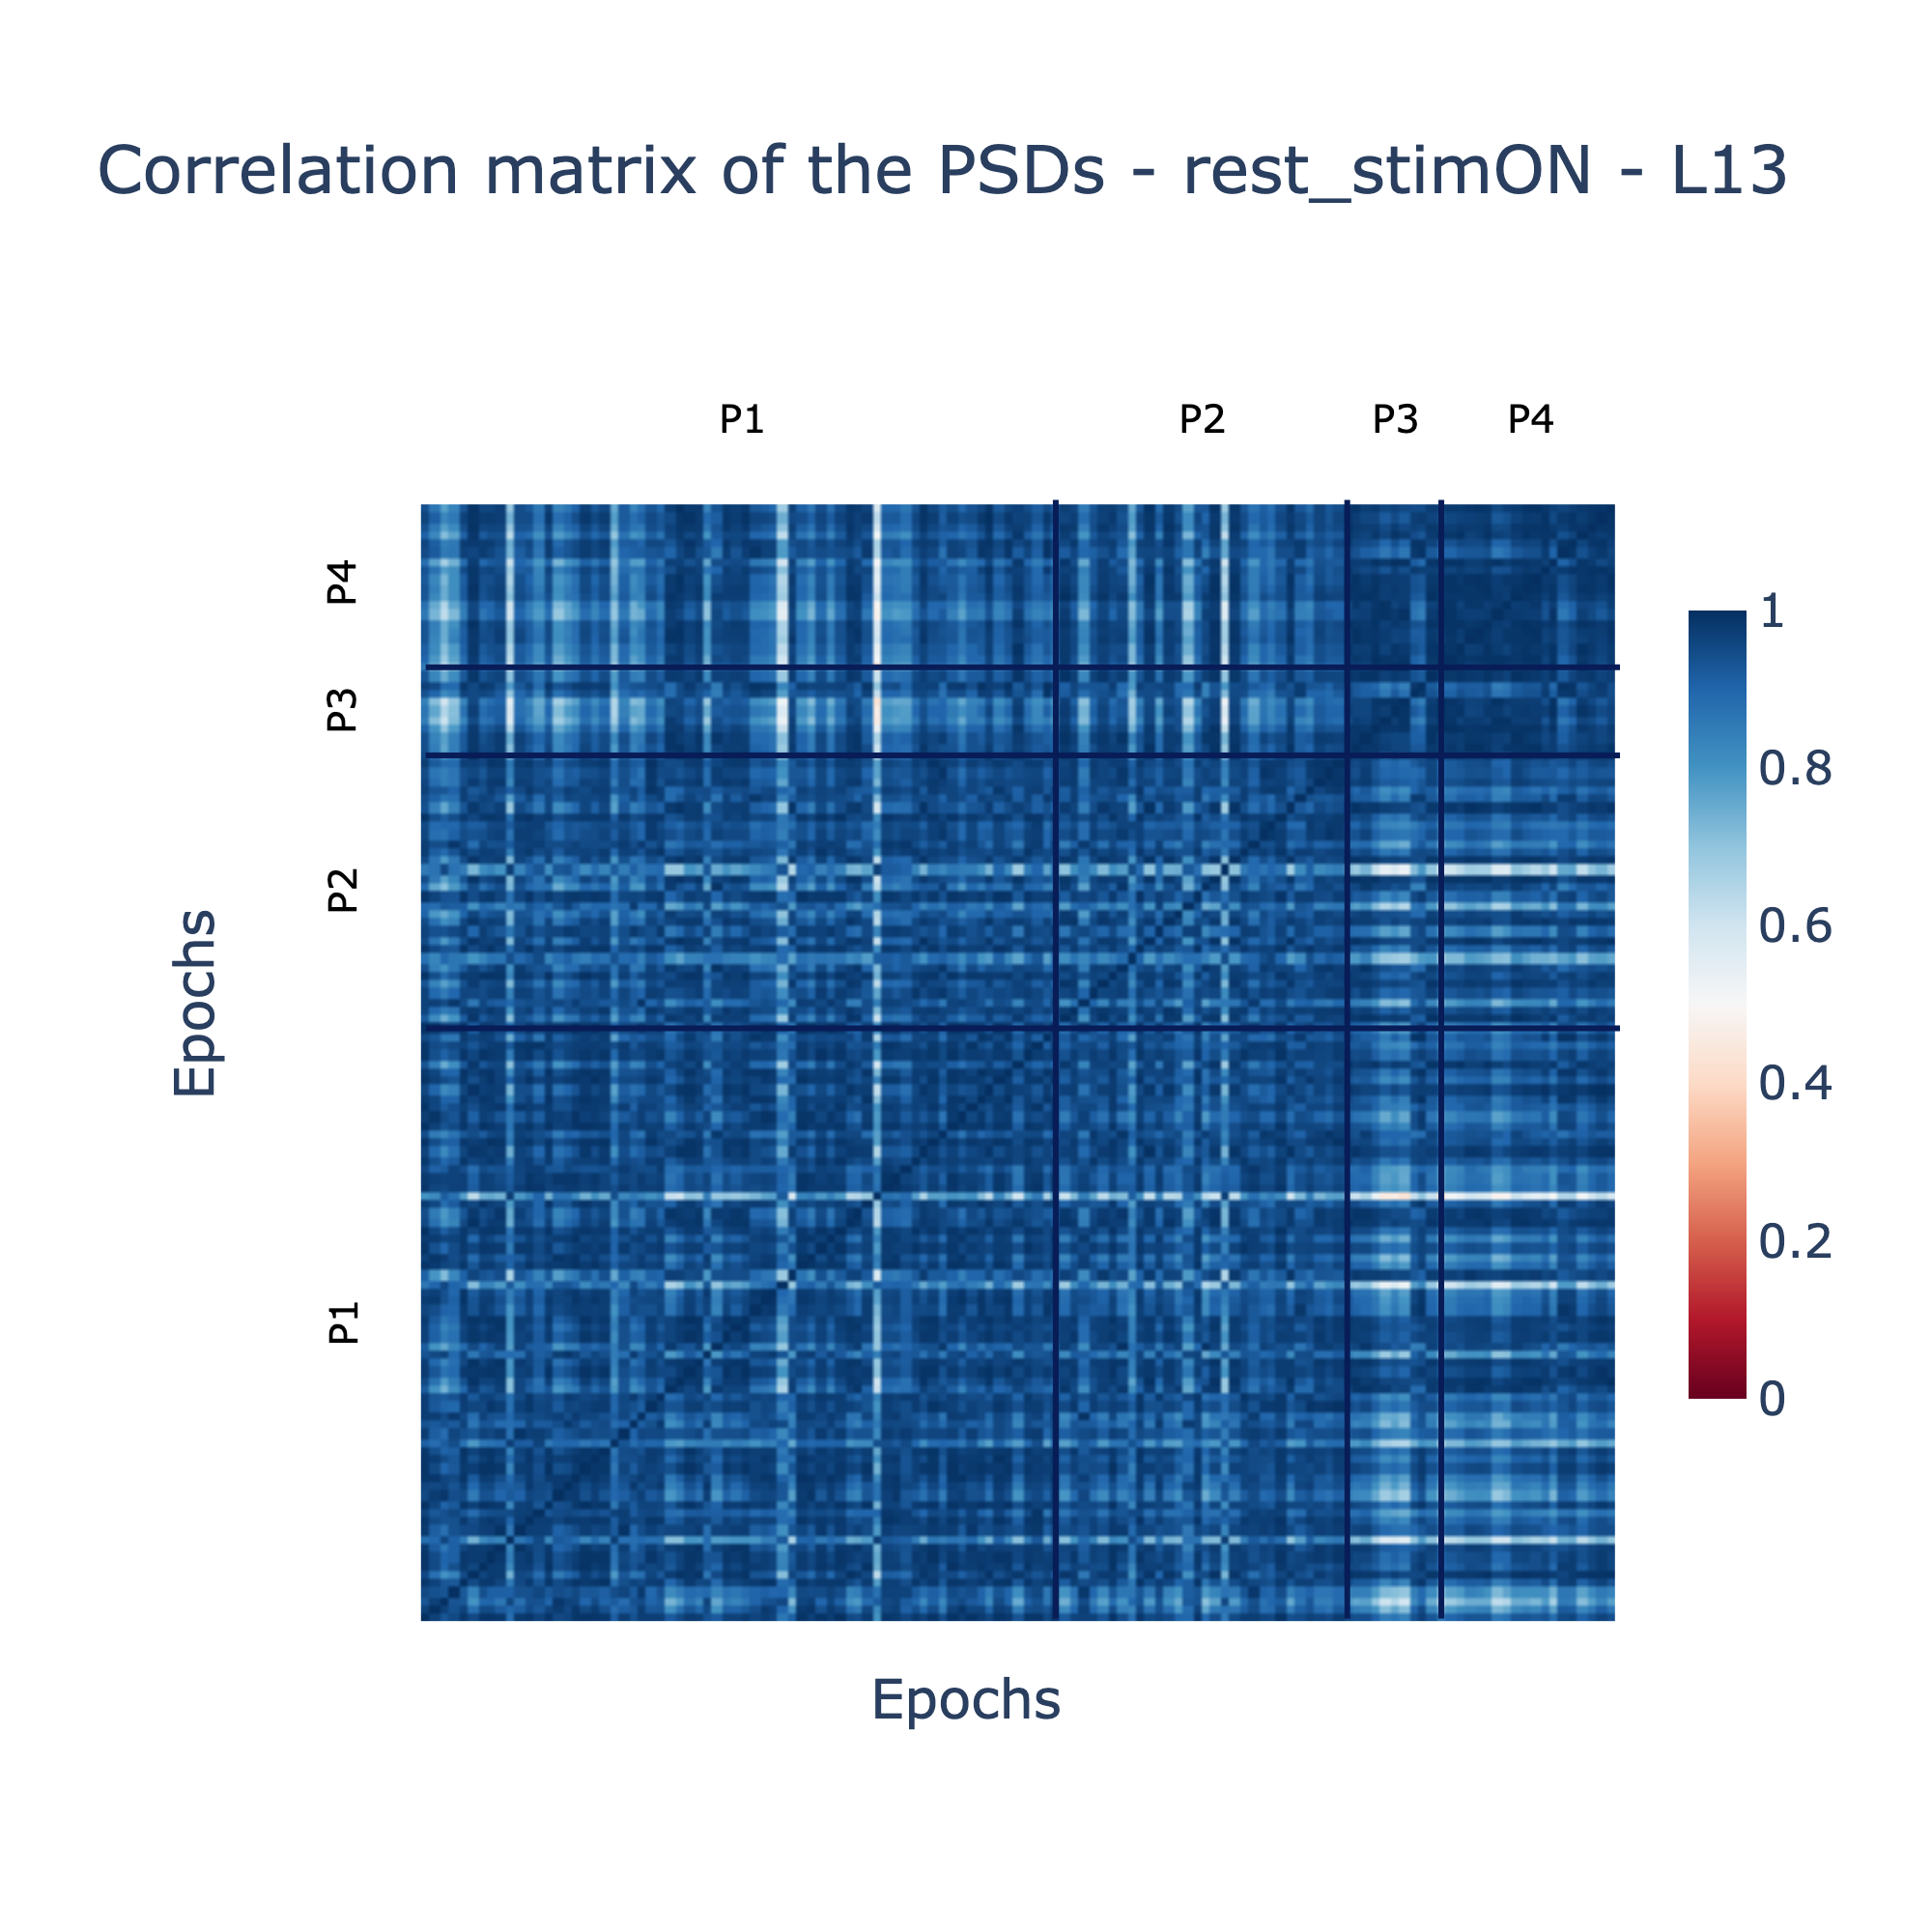 Correlation matrix of the PSDs - rest_stimON - L13
P1 P2 P3 P4
P4
P3
P2
P1
Epochs
Epochs
1
0.8
0.6
0.4
0.2
0